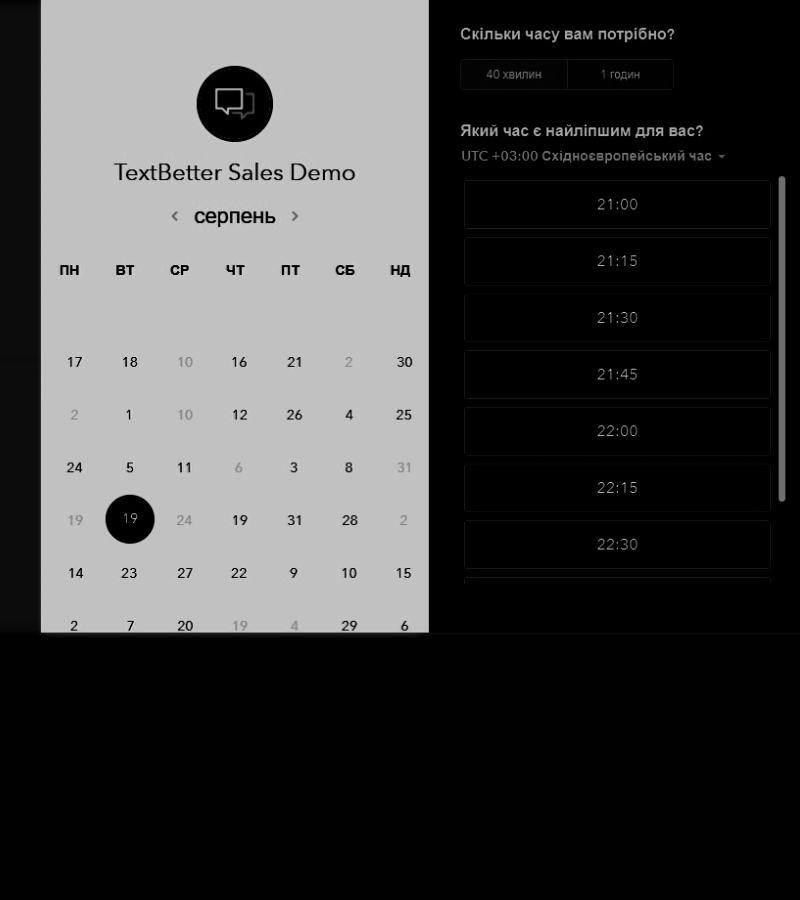 TextBetter Sales Demo
серпень
ПН ВТ СР ЧТ ПТ СБ НД
17 18 10 16 21 2 30
2 1 10 12 26 4 25
24 5 11 6 3 8 31
19 19 24 19 31 28 2
14 23 27 22 9 10 15
2 7 20 19 4 29 6
Скільки часу вам потрібно?
40 хвилин 1 годин
Який час є найліпшим для вас?
UTC +03:00 Східноєвропейський час
21:00
21:15
21:30
21:45
22:00
22:15
22:30